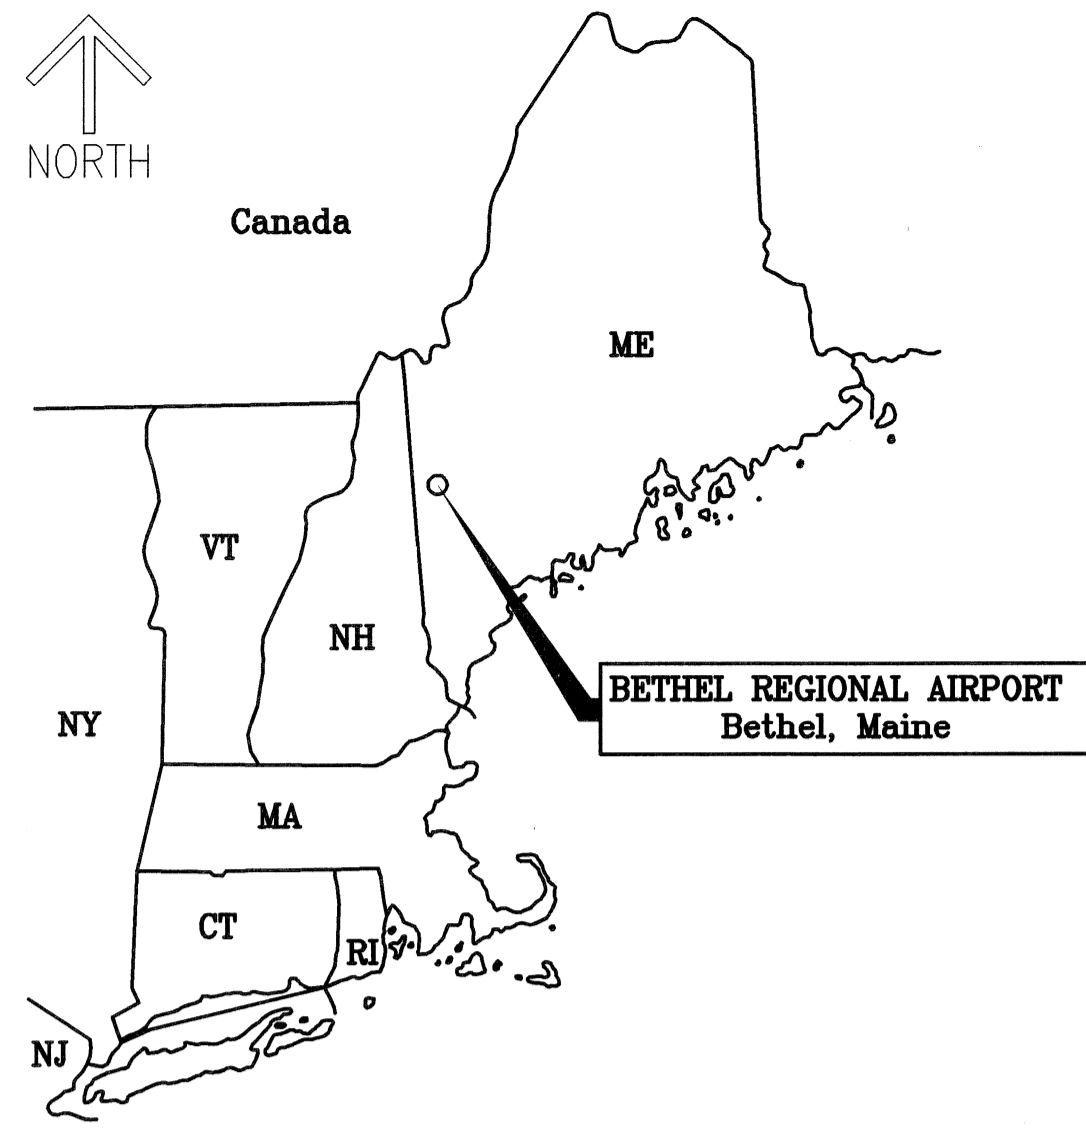 NORTH
Canada
ME
VT
NH
BETHEL REGIONAL AIRPORT
Bethel, Maine
NY
MA
CT
RI
NJ